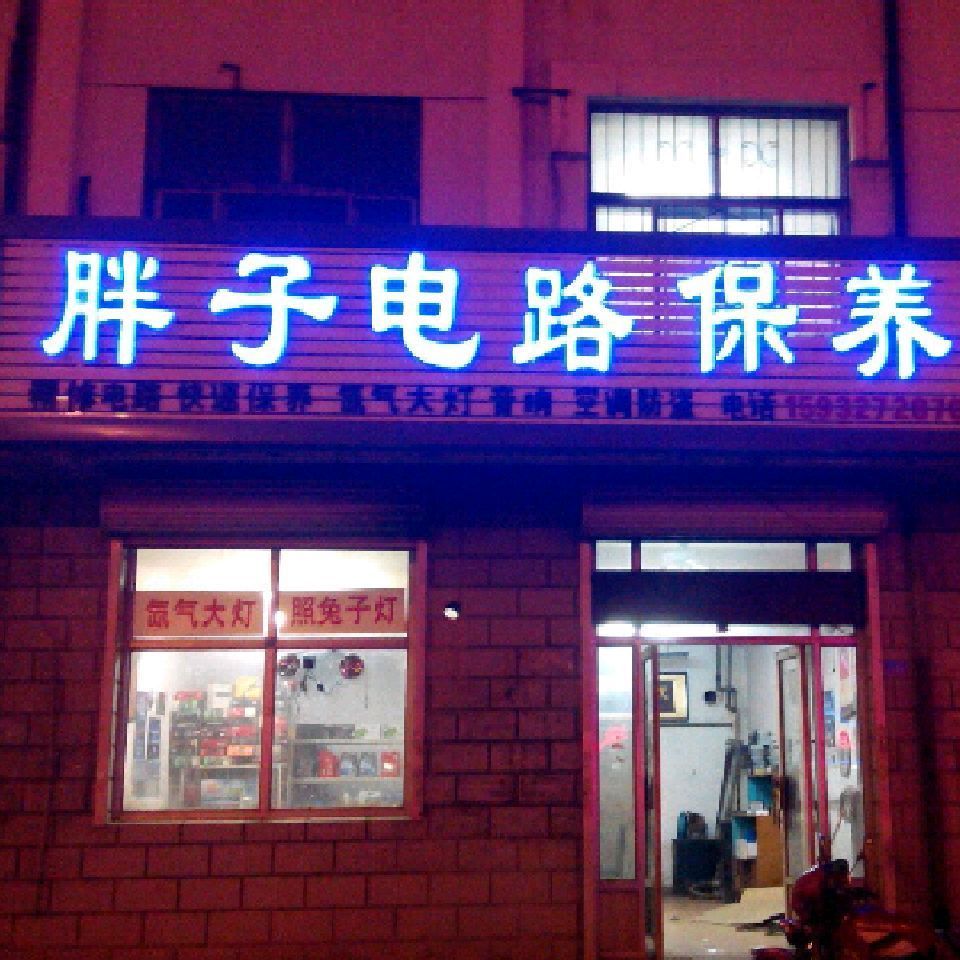 胖子电路保养
精修电路 快速保养 氙气大灯 音响 空调防盗 电话
氙气大灯 照兔子灯